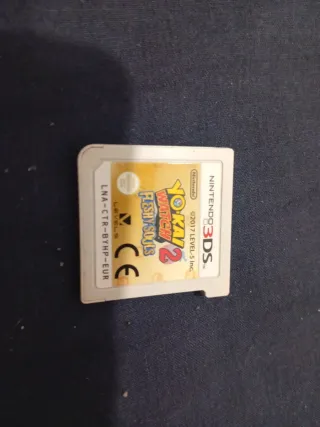 NINTENDO 3DS
Nintendo
©2017 LEVEL-5 Inc.
YO-KAI
WATCH 2
FLESHY SOULS
CE
LNA-CTR-BYHP-EUR